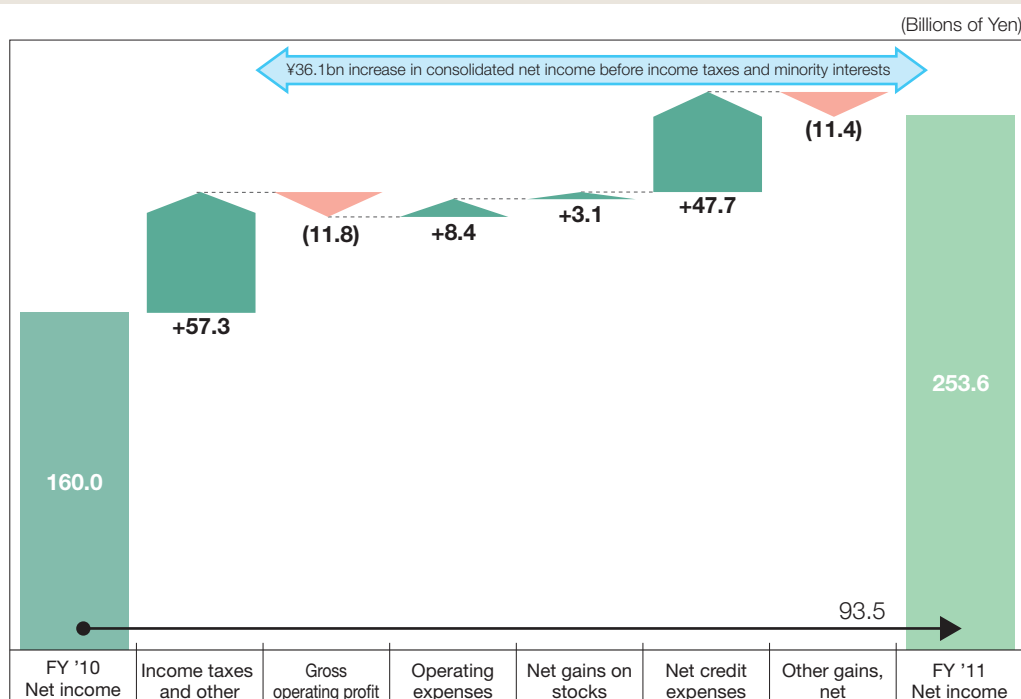 (Billions of Yen)
¥36.1bn increase in consolidated net income before income taxes and minority interests
(11.4)
+47.7
+3.1
+8.4
(11.8)
+57.3
253.6
160.0
93.5
FY '10
Net income
Income taxes
and other
Gross
operating profit
Operating
expenses
Net gains on
stocks
Net credit
expenses
Other gains,
net
FY '11
Net income